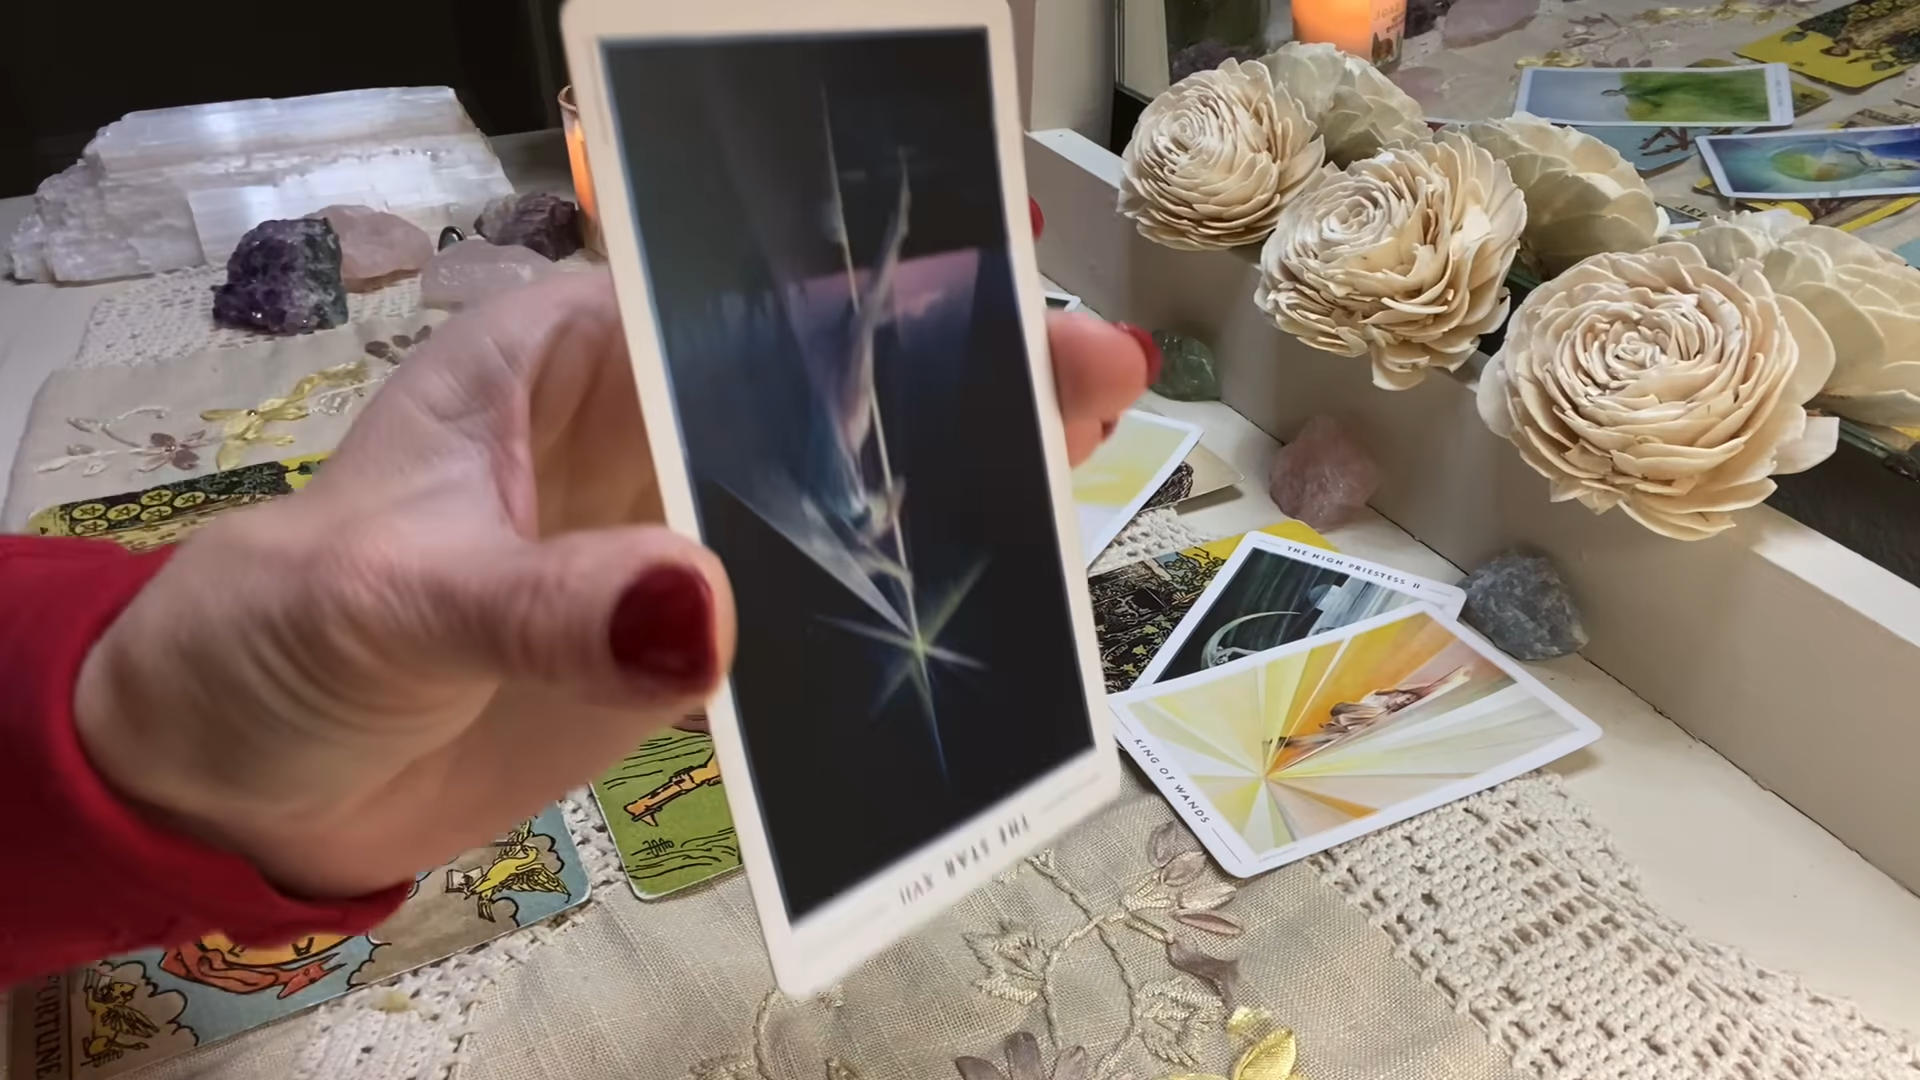 THE HIGH PRIESTESS II
KING OF WANDS
THE STAR XVII
FORTUNE